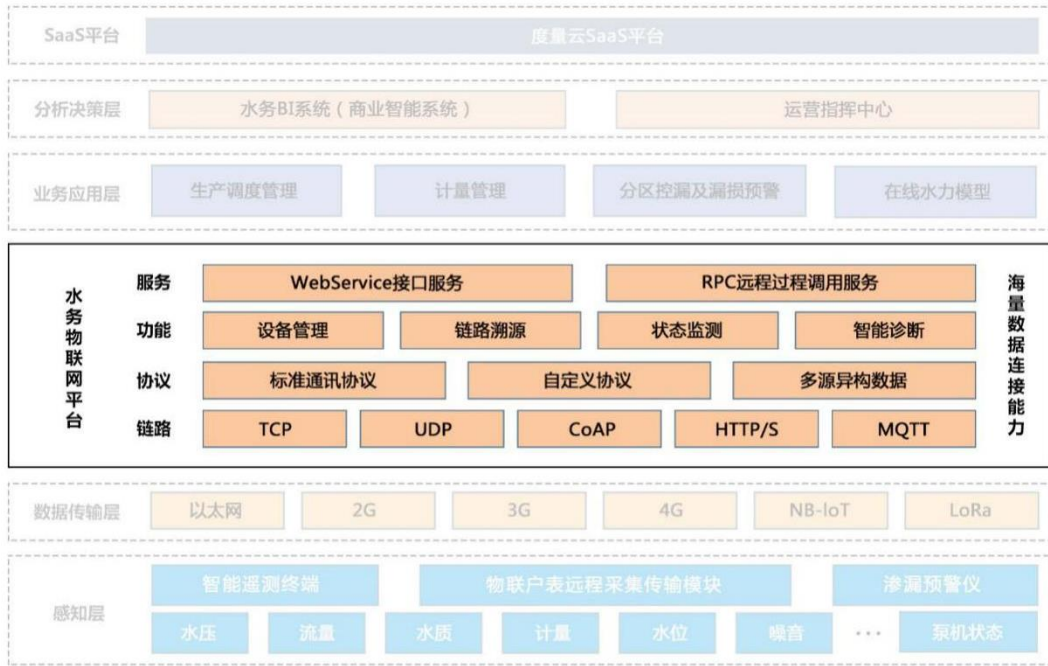 SaaS平台
度量云SaaS平台
分析决策层
水务BI系统（商业智能系统）
运营指挥中心
业务应用层
生产调度管理
计量管理
分区控漏及漏损预警
在线水力模型
水务物联网平台
服务
WebService接口服务
RPC远程过程调用服务
功能
设备管理
链路溯源
状态监测
智能诊断
协议
标准通讯协议
自定义协议
多源异构数据
链路
TCP
UDP
CoAP
HTTP/S
MQTT
海量数据连接能力
数据传输层
以太网
2G
3G
4G
NB-IoT
LoRa
感知层
智能遥测终端
物联户表远程采集传输模块
渗漏预警仪
水压
流量
水质
计量
水位
噪音
···
泵机状态